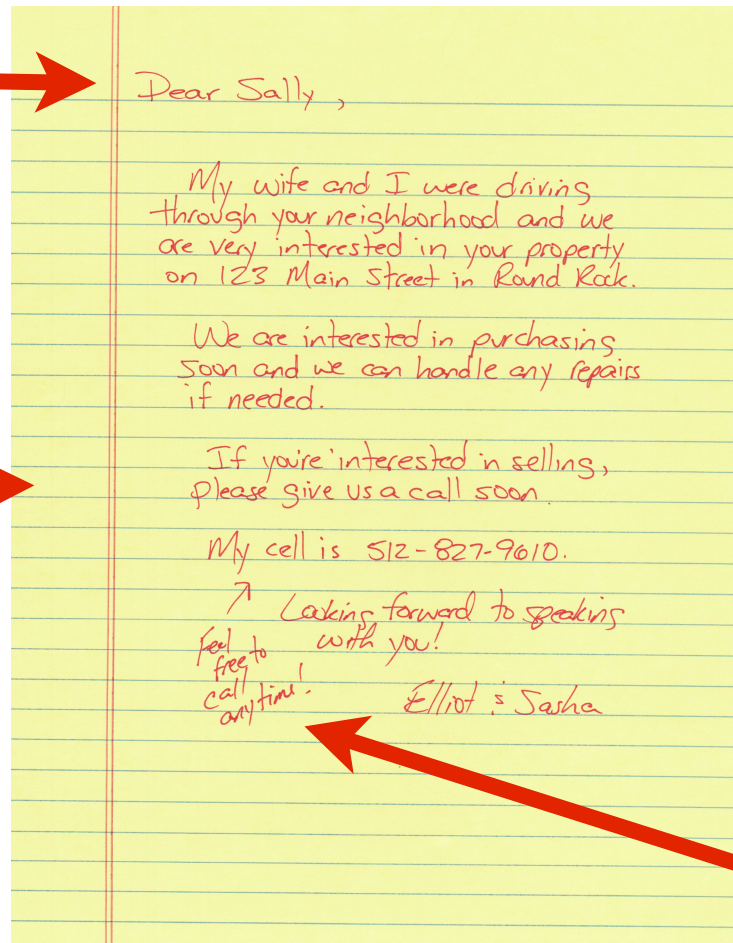 Dear Sally,
My wife and I were driving
through your neighborhood and we
are very interested in your property
on 123 Main Street in Round Rock.
We are interested in purchasing
soon and we can handle any repairs
if needed.
If you're interested in selling,
please give us a call soon.
My cell is 512-827-9610.
Looking forward to speaking
with you!
Feel
free to
call
anytime!
Elliot & Sasha